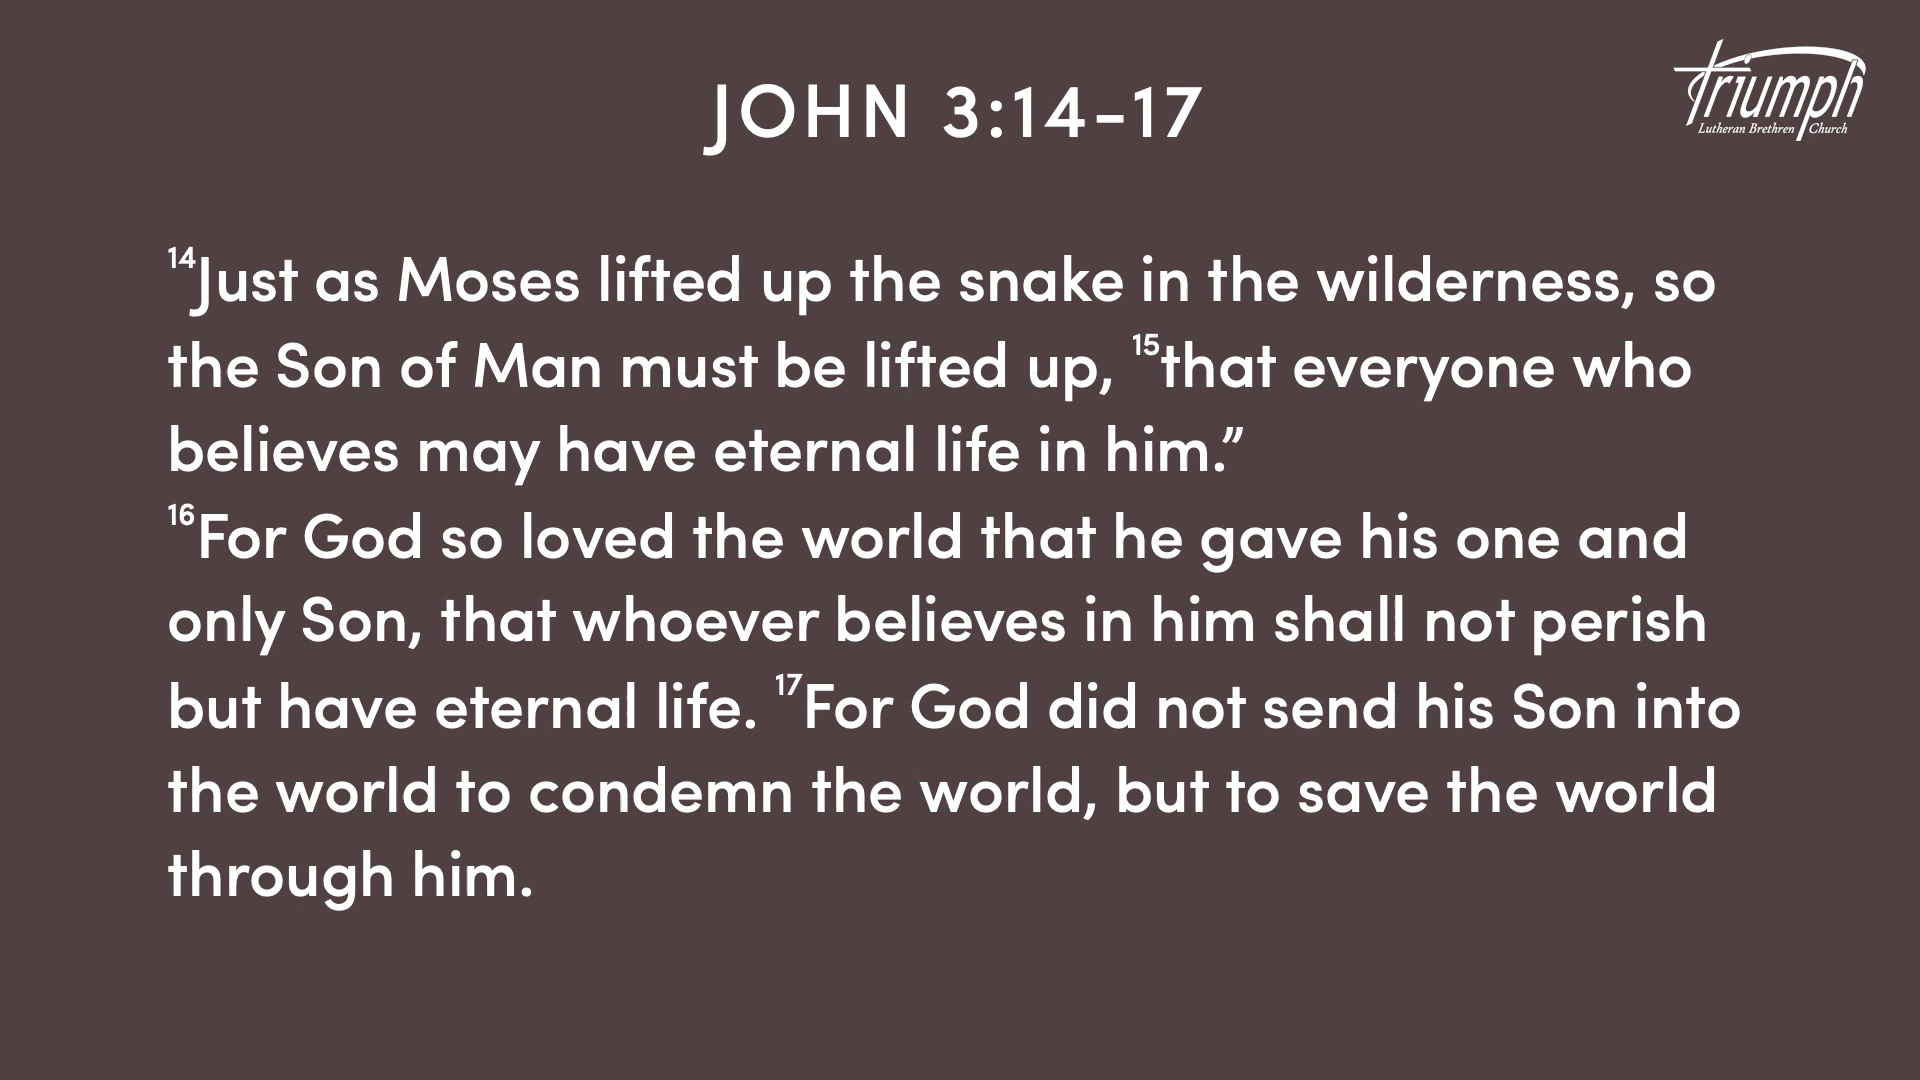 JOHN 3:14-17
triumph
Lutheran Brethren Church
¹⁴Just as Moses lifted up the snake in the wilderness, so
the Son of Man must be lifted up, ¹⁵that everyone who
believes may have eternal life in him.”
¹⁶For God so loved the world that he gave his one and
only Son, that whoever believes in him shall not perish
but have eternal life. ¹⁷For God did not send his Son into
the world to condemn the world, but to save the world
through him.